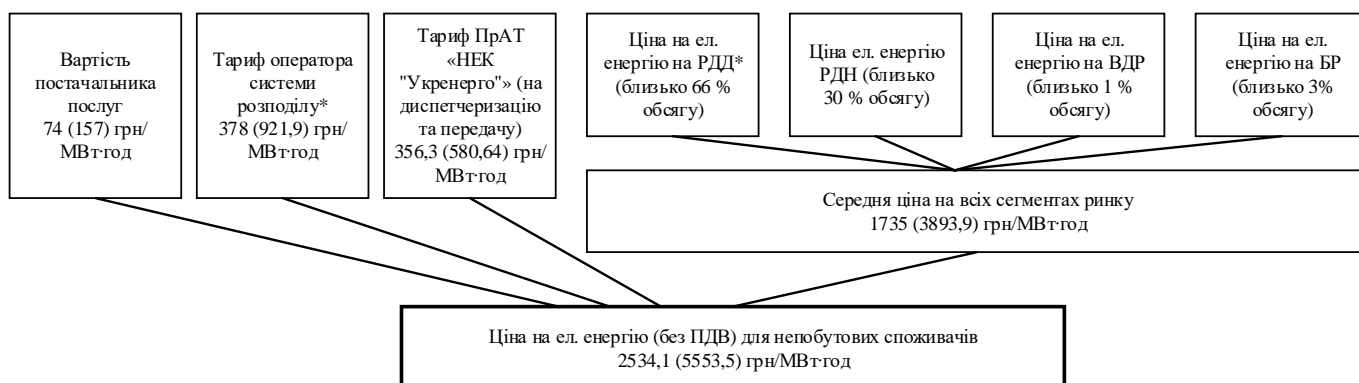 Вартість
постачальника
послуг
74 (157) грн/
МВт·год
Тариф оператора
системи
розподілу*
378 (921,9) грн/
МВт·год
Тариф ПрАТ
«НЕК
"Укренерго"» (на
диспетчеризацію
та передачу)
356,3 (580,64) грн/
МВт·год
Ціна на ел.
енергію на РДД*
(близько 66 %
обсягу)
Ціна ел. енергію
РДН (близько
30 % обсягу)
Ціна на ел.
енергію на ВДР
(близько 1 %
обсягу)
Ціна на ел.
енергію на БР
(близько 3%
обсягу)
Середня ціна на всіх сегментах ринку
1735 (3893,9) грн/МВт·год
Ціна на ел. енергію (без ПДВ) для непобутових споживачів
2534,1 (5553,5) грн/МВт·год